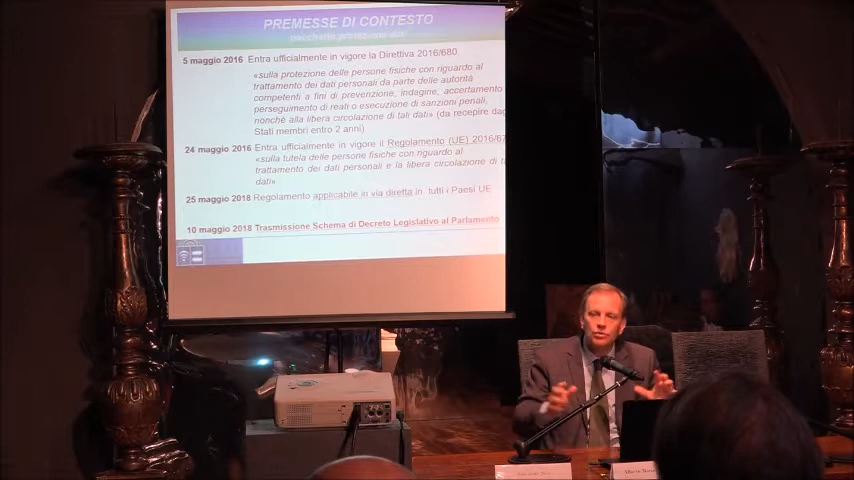 PREMESSE DI CONTESTO
pacchetto protezione dati
5 maggio 2016 Entra ufficialmente in vigore la Direttiva 2016/680
«sulla protezione delle persone fisiche con riguardo al
trattamento dei dati personali da parte delle autorità
competenti a fini di prevenzione, indagine, accertamento
perseguimento di reati o esecuzione di sanzioni penali,
nonché alla libera circolazione di tali dati» (da recepire
Stati membri entro 2 anni)
24 maggio 2016 Entra ufficialmente in vigore il Regolamento (UE) 2016/67
«sulla tutela delle persone fisiche con riguardo al
trattamento dei dati personali e la libera circolazione di
dati»
25 maggio 2018 Regolamento applicabile in via diretta in tutti i Paesi UE
10 maggio 2018 Trasmissione Schema di Decreto Legislativo al Parlamento